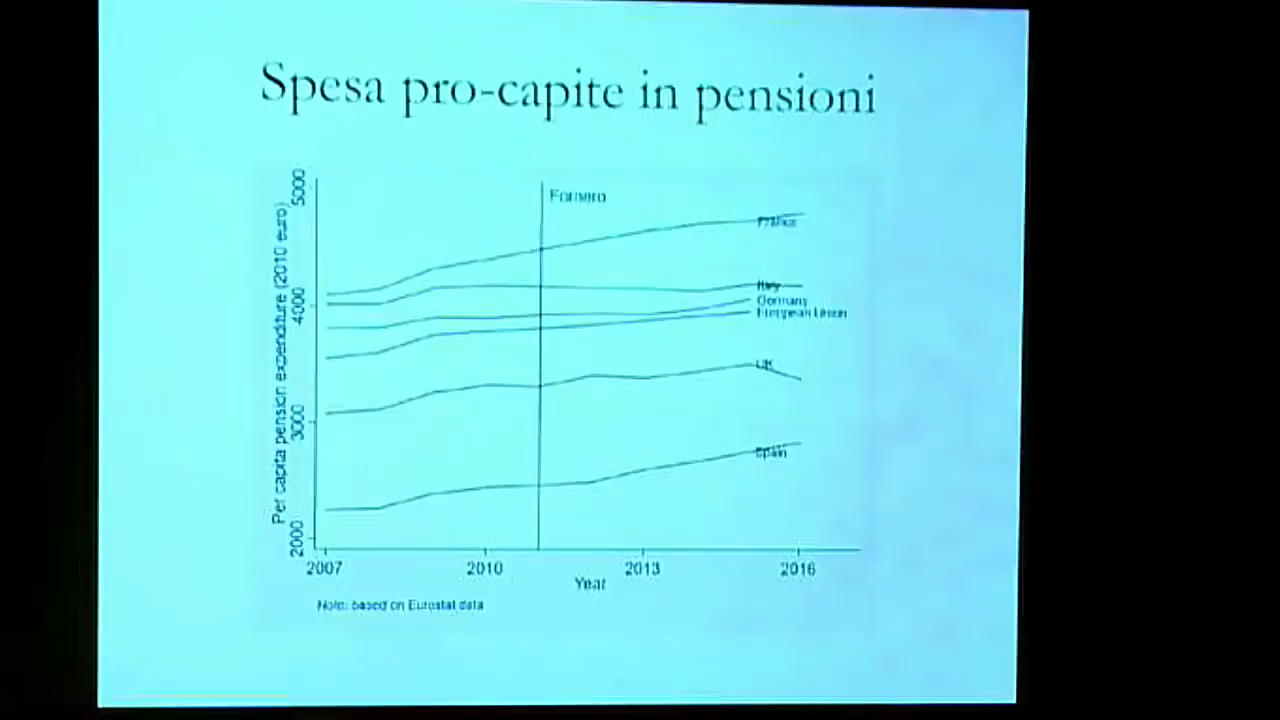 Spesa pro-capite in pensioni
Per capita pension expenditure (2010 euro)
5000
4000
3000
2000
Fornero
Italy
Germany
European Union
UK
Spain
2007
2010
2013
2016
Year
Note: based on Eurostat data